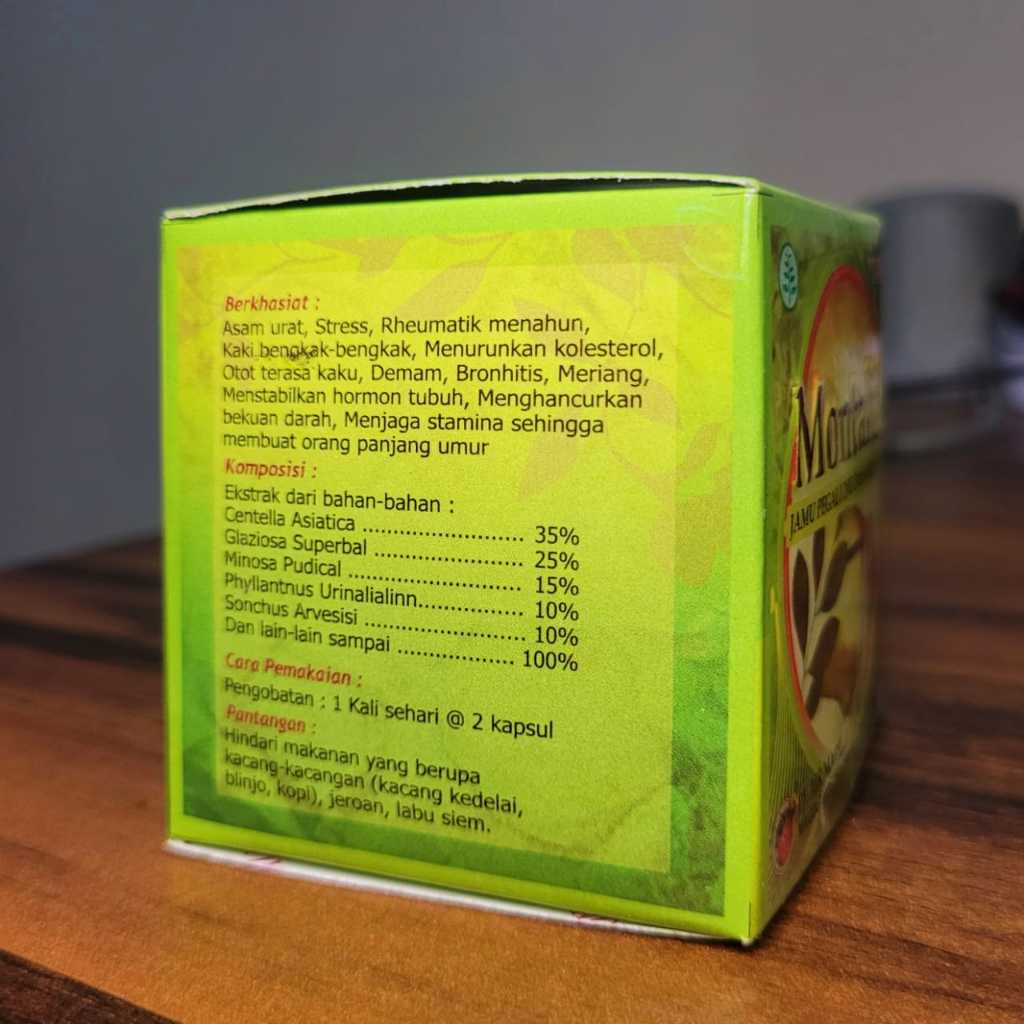 Berkhasiat :
Asam urat, Stress, Rheumatik menahun,
Kaki bengkak-bengkak, Menurunkan kolesterol,
Otot terasa kaku, Demam, Bronhitis, Meriang,
Menstabilkan hormon tubuh, Menghancurkan
bekuan darah, Menjaga stamina sehingga
membuat orang panjang umur
Komposisi :
Ekstrak dari bahan-bahan :
Centella Asiatica ........................... 35%
Glaziosa Superbal ......................... 25%
Minosa Pudical ............................. 15%
Phyllantnus Urinalialinn.................. 10%
Sonchus Arvesisi ........................... 10%
Dan lain-lain sampai ................... 100%
Cara Pemakaian :
Pengobatan : 1 Kali sehari @ 2 kapsul
Pantangan :
Hindari makanan yang berupa
kacang-kacangan (kacang kedelai,
blinjo, kopi), jeroan, labu siem.
JAMU